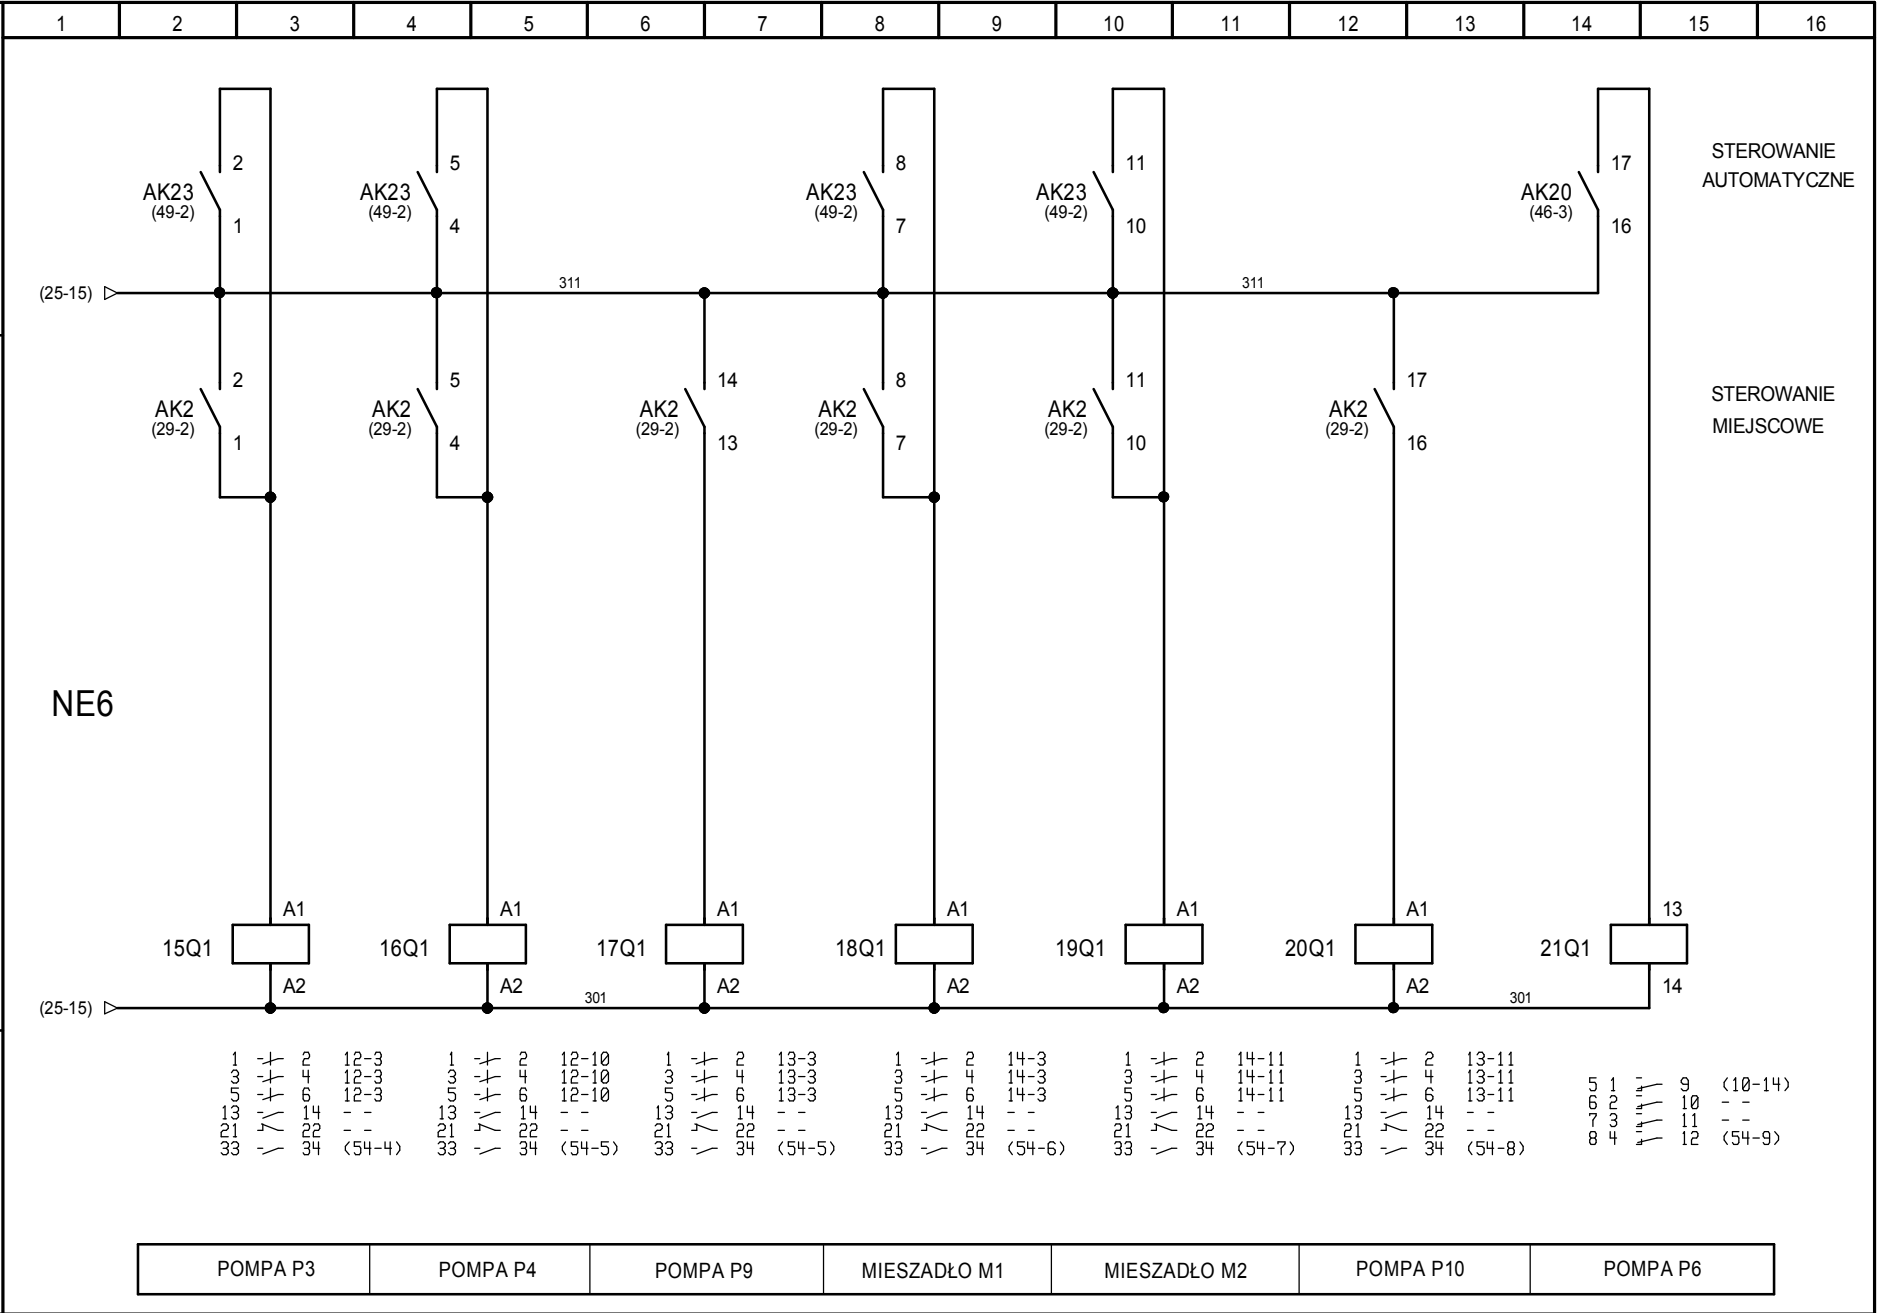 1 2 3 4 5 6 7 8 9 10 11 12 13 14 15 16
2 5 8 11 17 STEROWANIE
AUTOMATYCZNE
AK23 AK23 AK23 AK23 AK20
(49-2) (49-2) (49-2) (49-2) (46-3)
1 4 7 10 16
(25-15) 311 311
2 5 14 8 11 17 STEROWANIE
AK2 AK2 AK2 AK2 AK2 AK2
(29-2) (29-2) (29-2) (29-2) (29-2) (29-2) MIEJSCOWE
1 4 13 7 10 16
NE6
A1 A1 A1 A1 A1 A1 13
15Q1 16Q1 17Q1 18Q1 19Q1 20Q1 21Q1
A2 A2 A2 A2 A2 A2 14
(25-15) 301 301
1 2 12-3 1 2 12-10 1 2 13-3 1 2 14-3 1 2 14-11 1 2 13-11
3 4 12-3 3 4 12-10 3 4 13-3 3 4 14-3 3 4 14-11 3 4 13-11 5 1 9 (10-14)
5 6 12-3 5 6 12-10 5 6 13-3 5 6 14-3 5 6 14-11 5 6 13-11 6 2 10 - -
13 14 - - 13 14 - - 13 14 - - 13 14 - - 13 14 - - 13 14 - - 7 3 11 - -
21 22 - - 21 22 - - 21 22 - - 21 22 - - 21 22 - - 21 22 - - 8 4 12 (54-9)
33 34 (54-4) 33 34 (54-5) 33 34 (54-5) 33 34 (54-6) 33 34 (54-7) 33 34 (54-8)
POMPA P3 POMPA P4 POMPA P9 MIESZADŁO M1 MIESZADŁO M2 POMPA P10 POMPA P6